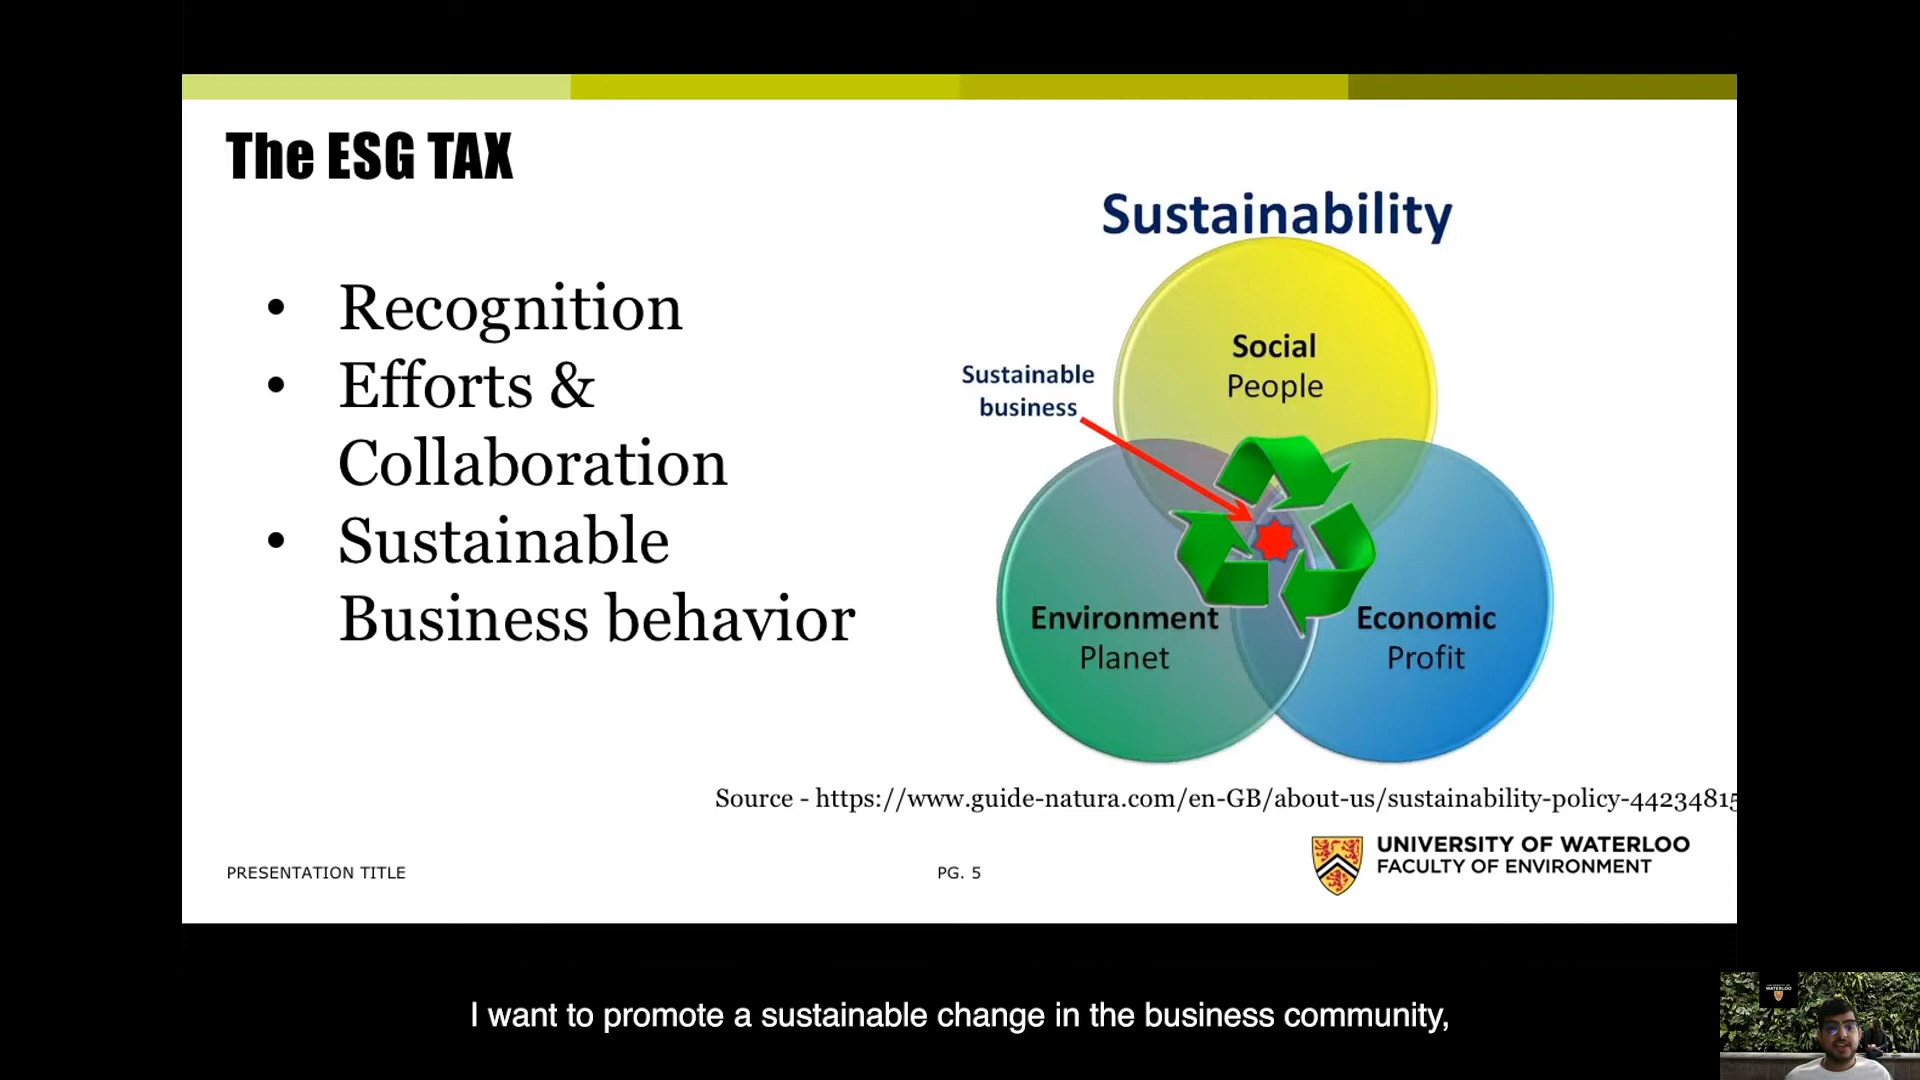 The ESG TAX
• Recognition
• Efforts &
Collaboration
• Sustainable
Business behavior
Sustainability
Sustainable
business
Social
People
Environment
Planet
Economic
Profit
Source - https://www.guide-natura.com/en-GB/about-us/sustainability-policy-44234815
PRESENTATION TITLE
PG. 5
UNIVERSITY OF WATERLOO
FACULTY OF ENVIRONMENT
I want to promote a sustainable change in the business community,